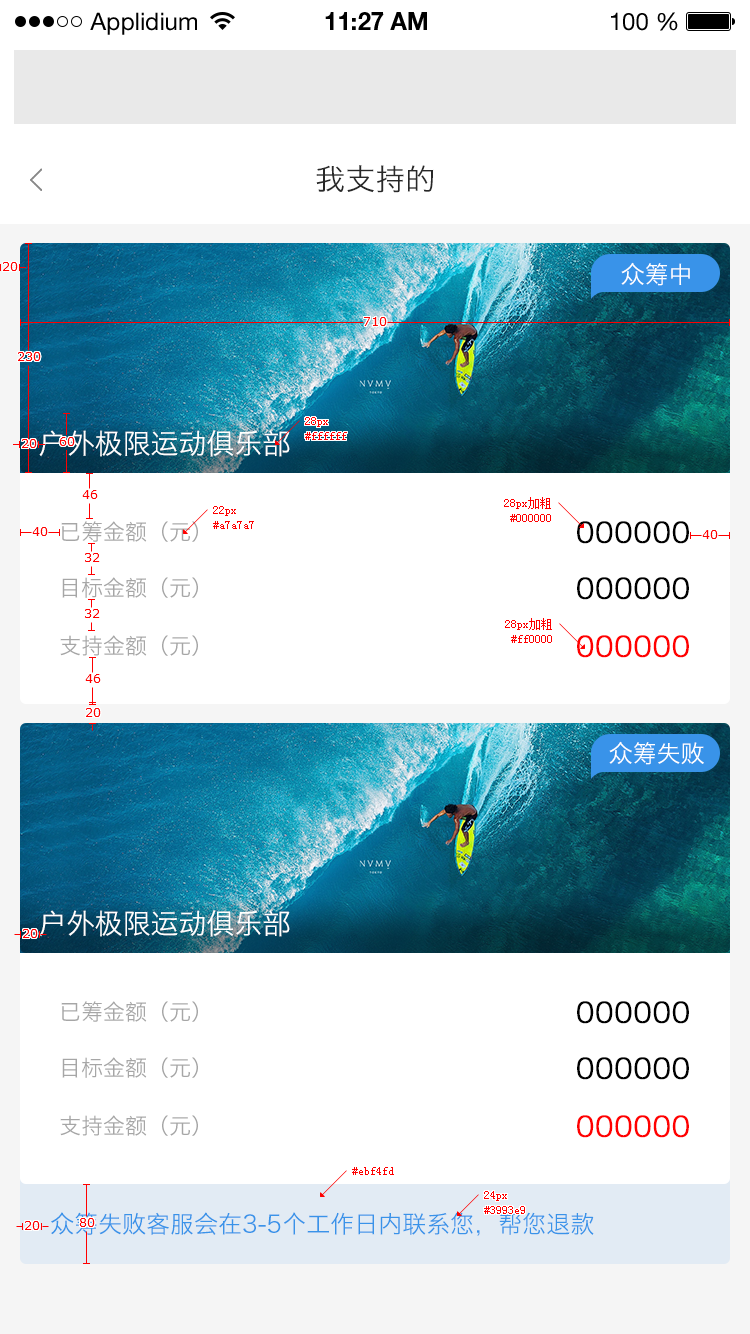 Applidium 11:27 AM 100 %
我支持的
20
众筹中
710
230
NVMV
28px
#ffffff
20 60 户外极限运动俱乐部
46
22px
#a7a7a7
28px加粗
#000000
40 已筹金额（元） 000000 40
32
目标金额（元） 000000
32
28px加粗
#ff0000
支持金额（元） 000000
46
20
众筹失败
NVMV
户外极限运动俱乐部
20
已筹金额（元） 000000
目标金额（元） 000000
支持金额（元） 000000
#ebf4fd
24px
#3993e9
20 80 众筹失败客服会在3-5个工作日内联系您，帮您退款